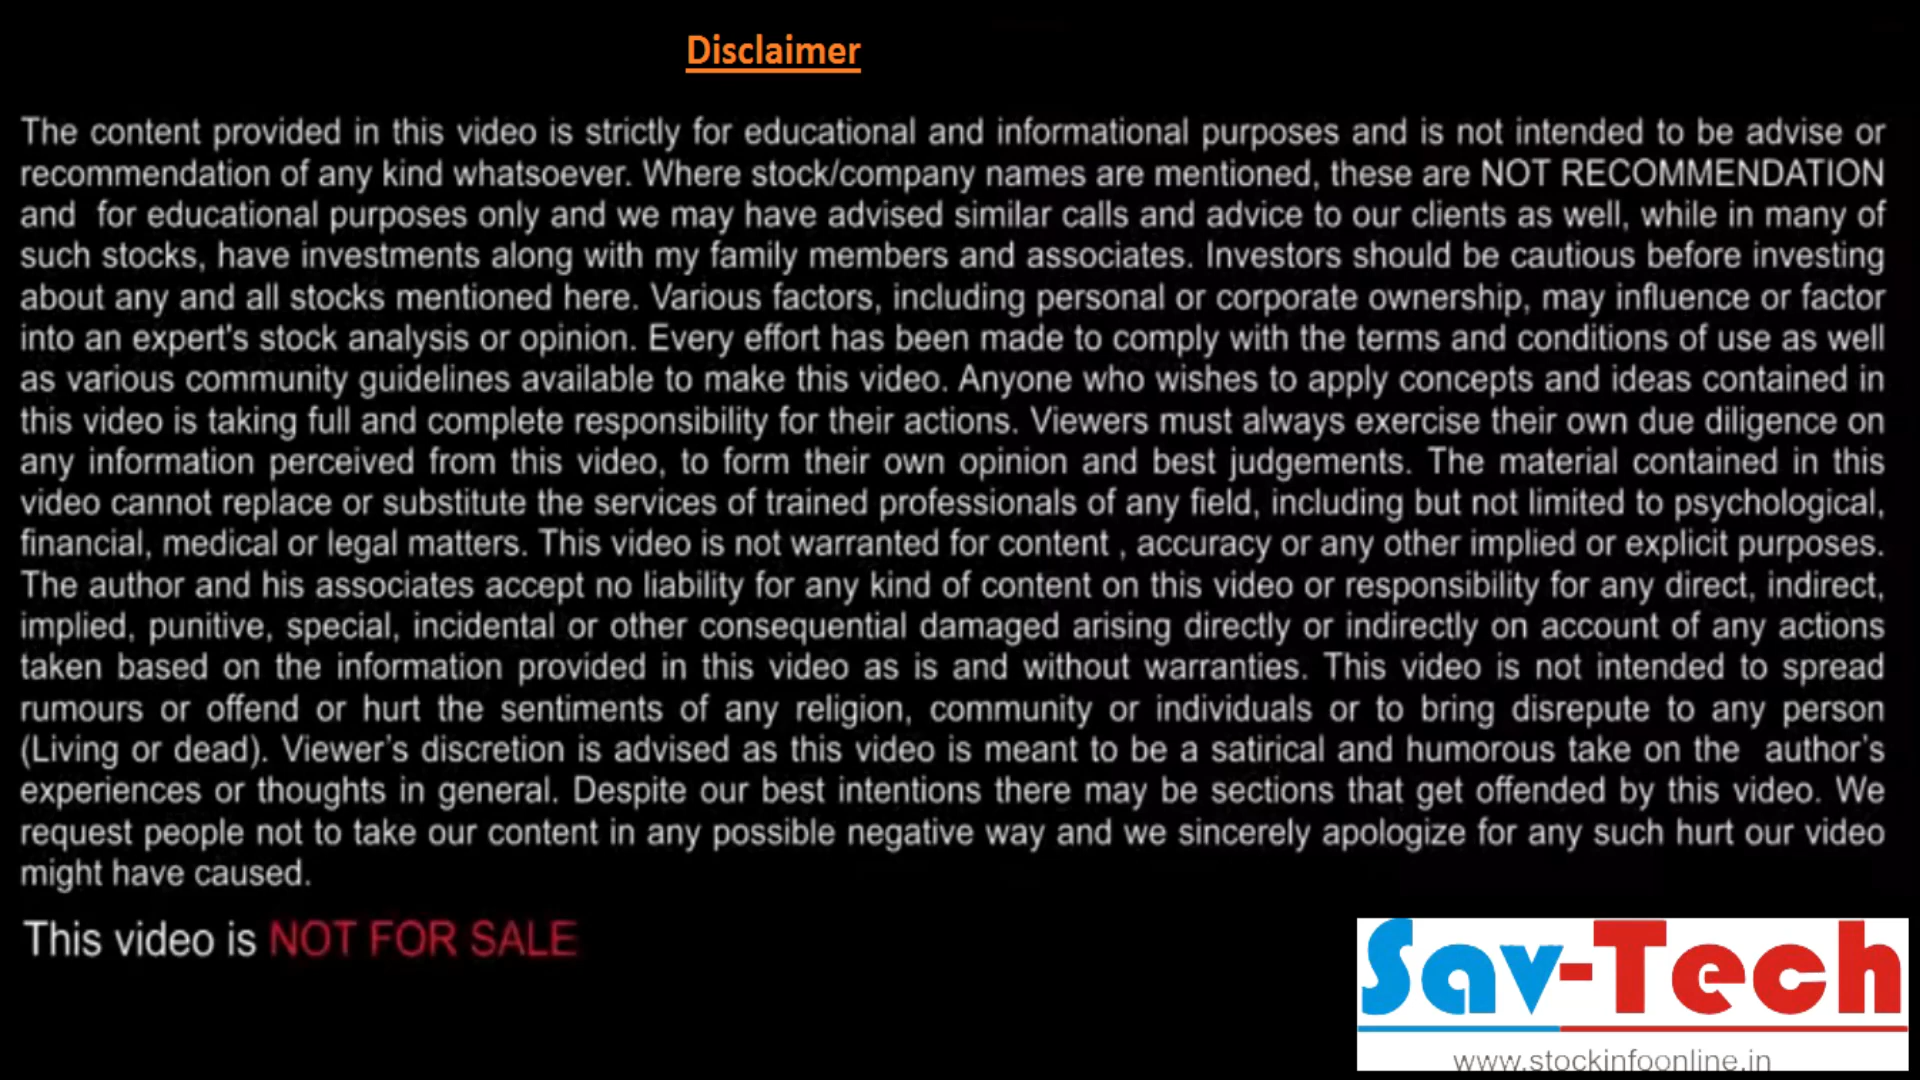 Disclaimer
The content provided in this video is strictly for educational and informational purposes and is not intended to be advise or
recommendation of any kind whatsoever. Where stock/company names are mentioned, these are NOT RECOMMENDATION
and for educational purposes only and we may have advised similar calls and advice to our clients as well, while in many of
such stocks, have investments along with my family members and associates. Investors should be cautious before investing
about any and all stocks mentioned here. Various factors, including personal or corporate ownership, may influence or factor
into an expert's stock analysis or opinion. Every effort has been made to comply with the terms and conditions of use as well
as various community guidelines available to make this video. Anyone who wishes to apply concepts and ideas contained in
this video is taking full and complete responsibility for their actions. Viewers must always exercise their own due diligence on
any information perceived from this video, to form their own opinion and best judgements. The material contained in this
video cannot replace or substitute the services of trained professionals of any field, including but not limited to psychological,
financial, medical or legal matters. This video is not warranted for content , accuracy or any other implied or explicit purposes.
The author and his associates accept no liability for any kind of content on this video or responsibility for any direct, indirect,
implied, punitive, special, incidental or other consequential damaged arising directly or indirectly on account of any actions
taken based on the information provided in this video as is and without warranties. This video is not intended to spread
rumours or offend or hurt the sentiments of any religion, community or individuals or to bring disrepute to any person
(Living or dead). Viewer’s discretion is advised as this video is meant to be a satirical and humorous take on the author’s
experiences or thoughts in general. Despite our best intentions there may be sections that get offended by this video. We
request people not to take our content in any possible negative way and we sincerely apologize for any such hurt our video
might have caused.
This video is NOT FOR SALE
Sav-Tech
www.stockinfoonline.in